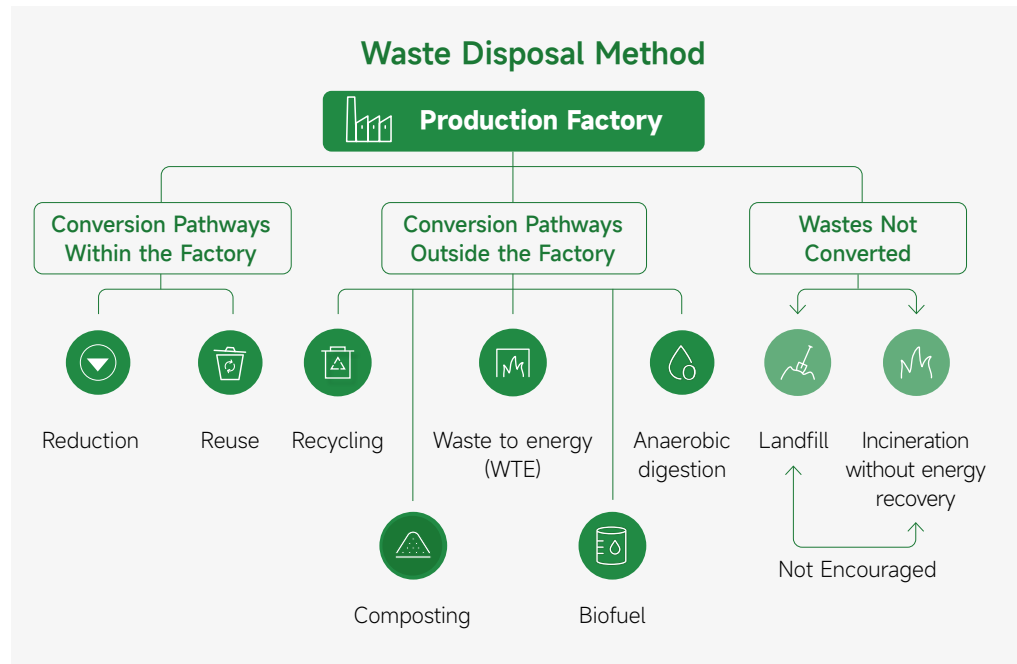 Waste Disposal Method
Production Factory
Conversion Pathways
Within the Factory
Conversion Pathways
Outside the Factory
Wastes Not
Converted
Reduction
Reuse
Recycling
Waste to energy
(WTE)
Anaerobic
digestion
Landfill
Incineration
without energy
recovery
Composting
Biofuel
Not Encouraged